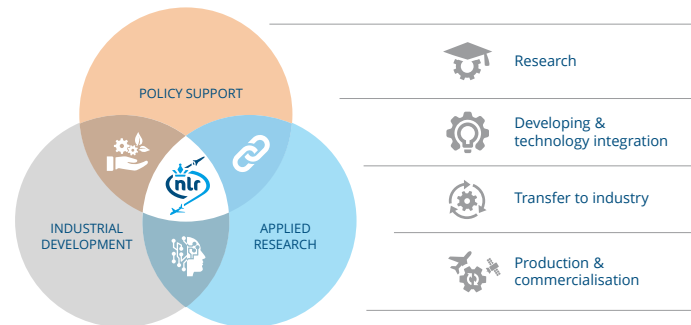 POLICY SUPPORT
nlr
INDUSTRIAL
DEVELOPMENT
APPLIED
RESEARCH
Research
Developing &
technology integration
Transfer to industry
Production &
commercialisation